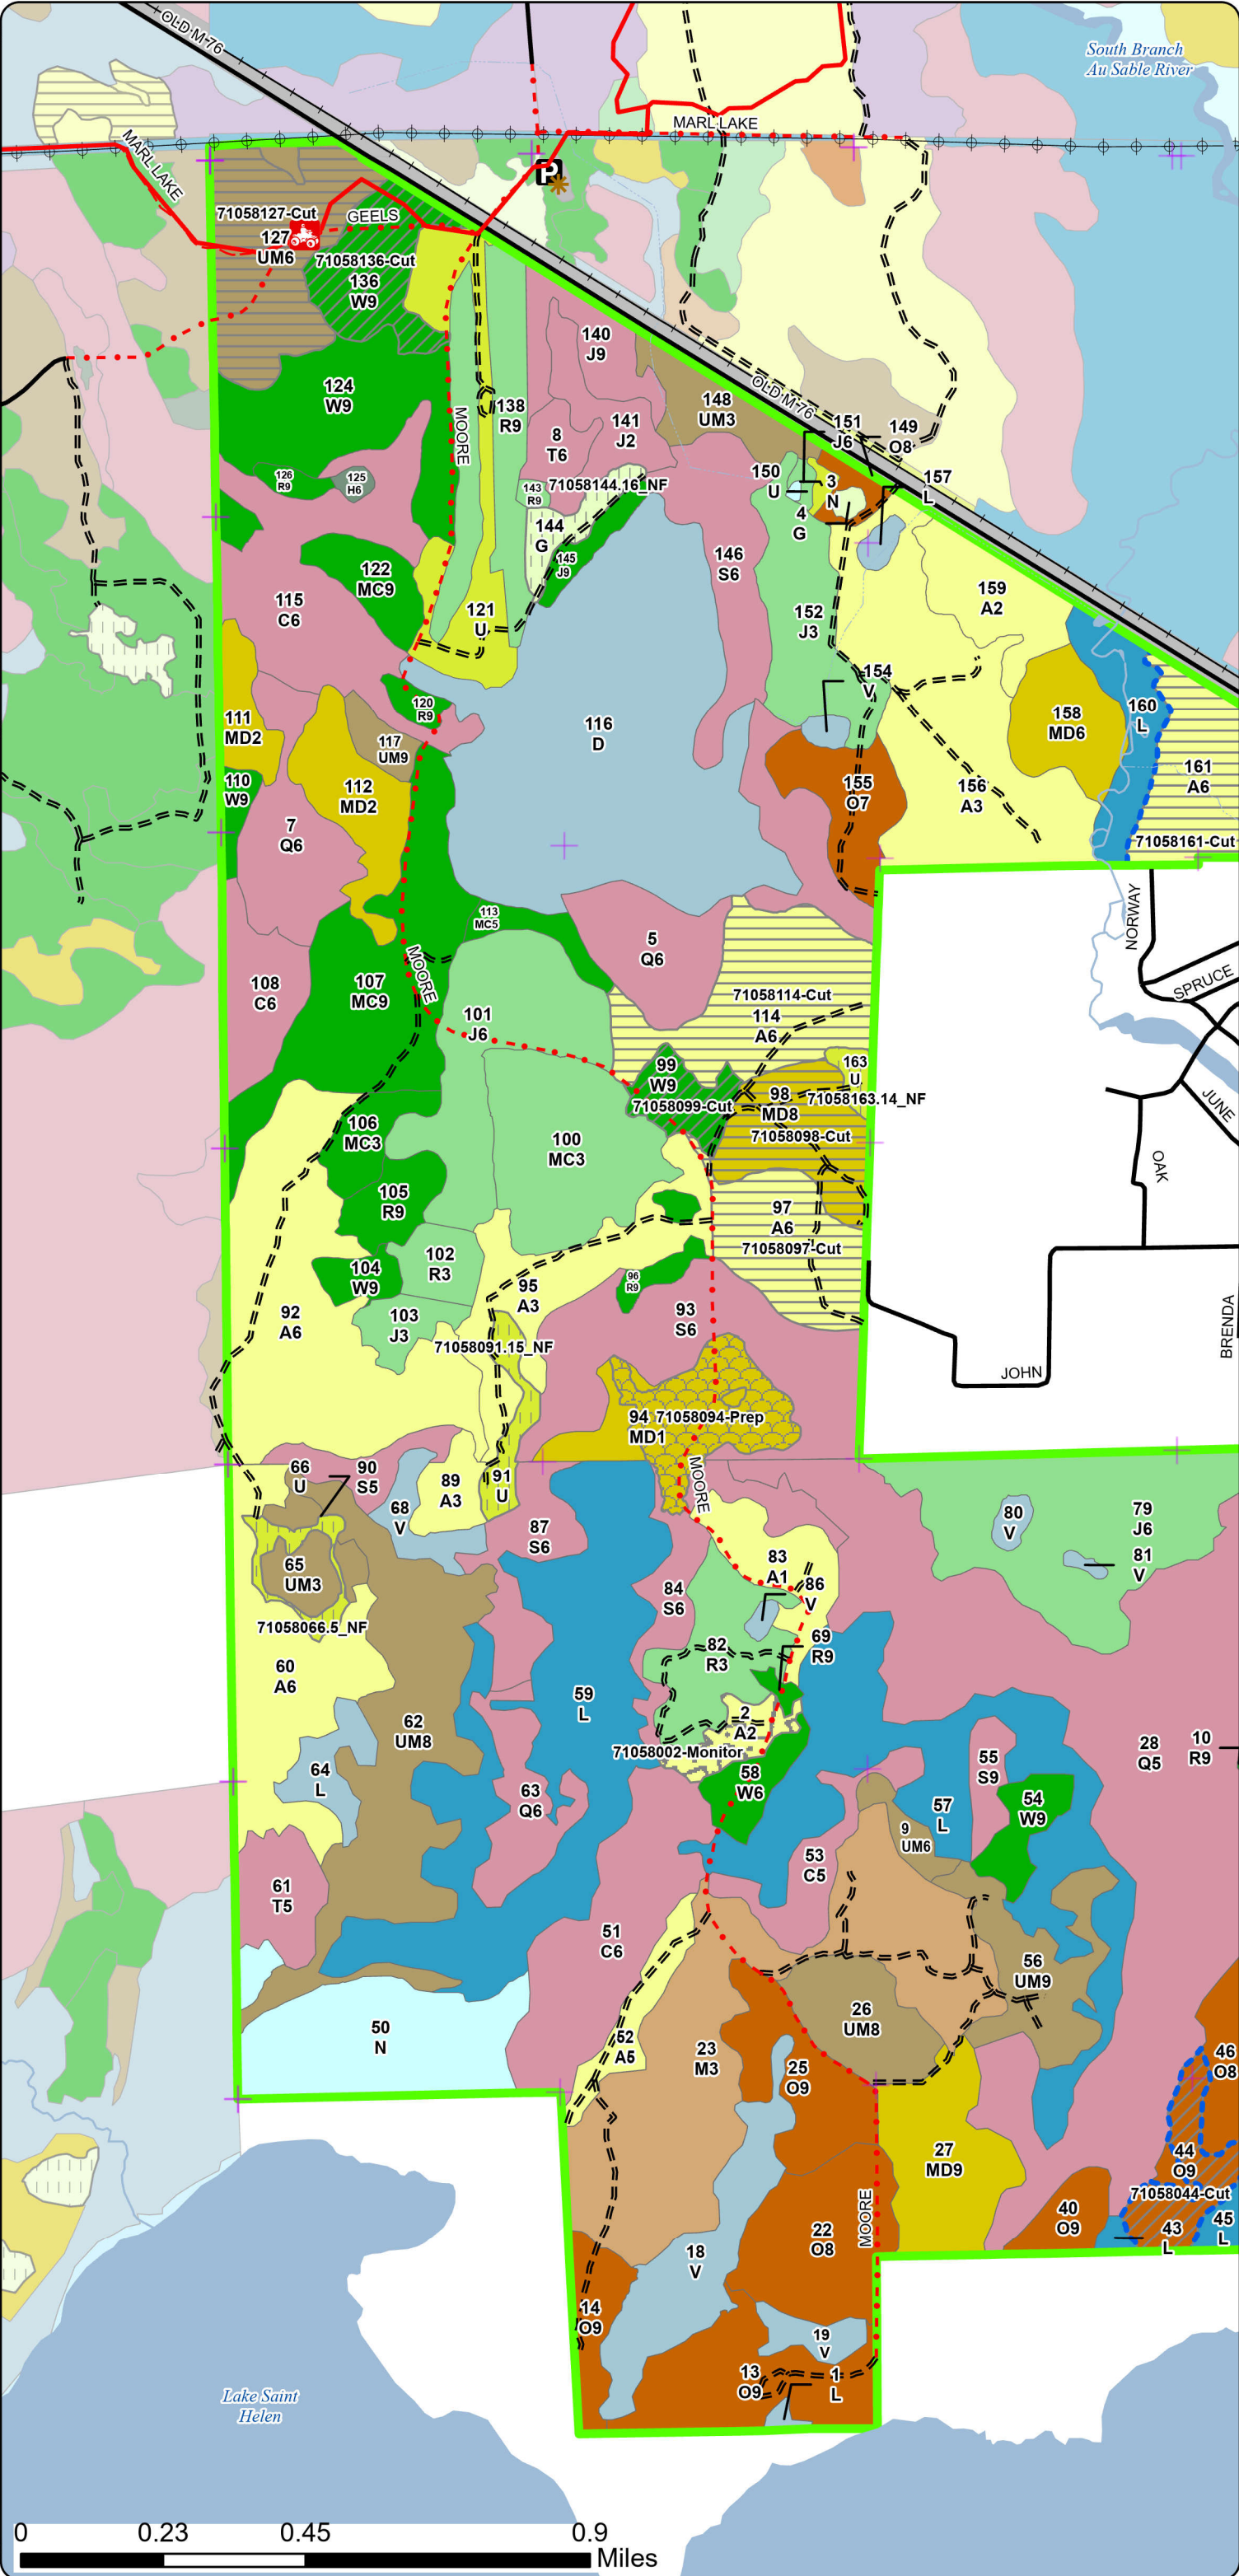 OLD M 76
South Branch
Au Sable River
MARL LAKE
MARL LAKE
P
71058127-Cut
GEELS
127
UM6
71058136-Cut
136
W9
140
J9
124
W9
MOORE
138
R9
148
UM3
OLD M 76
141
J2
8
T6
151
J6
149
O8
126
R9
125
H6
143
R9
71058144.16_NF
150
U
3
N
157
L
4
G
144
G
145
J9
146
S6
122
MC9
115
C6
121
U
152
J3
159
A2
154
V
120
R9
111
MD2
117
UM9
116
D
158
MD6
160
L
110
W9
112
MD2
155
O7
156
A3
161
A6
7
Q6
71058161-Cut
113
MC5
5
Q6
NORWAY
108
C6
107
MC9
MOORE
SPRUCE
71058114-Cut
114
A6
101
J6
99
W9
163
U
98
MD8
71058163.14_NF
71058099-Cut
JUNE
106
MC3
100
MC3
71058098-Cut
OAK
105
R9
97
A6
71058097-Cut
102
R3
104
W9
96
R9
95
A3
92
A6
103
J3
93
S6
BRENDA
71058091.15_NF
JOHN
94
MD1
71058094-Prep
66
U
90
S5
89
A3
91
U
MOORE
68
V
80
V
79
J6
87
S6
65
UM3
83
A1
81
V
84
S6
86
V
71058066.5_NF
82
R3
69
R9
60
A6
59
L
2
A2
62
UM8
71058002-Monitor
64
L
58
W6
28
Q5
10
R9
55
S9
63
Q6
57
L
54
W9
9
UM6
61
T5
53
C5
51
C6
56
UM9
50
N
26
UM8
52
A5
23
M3
25
O9
46
O8
27
MD9
44
O9
71058044-Cut
40
O9
MOORE
43
L
45
L
22
O8
18
V
14
O9
19
V
13
O9
1
L
Lake Saint
Helen
0 0.23 0.45 0.9
Miles